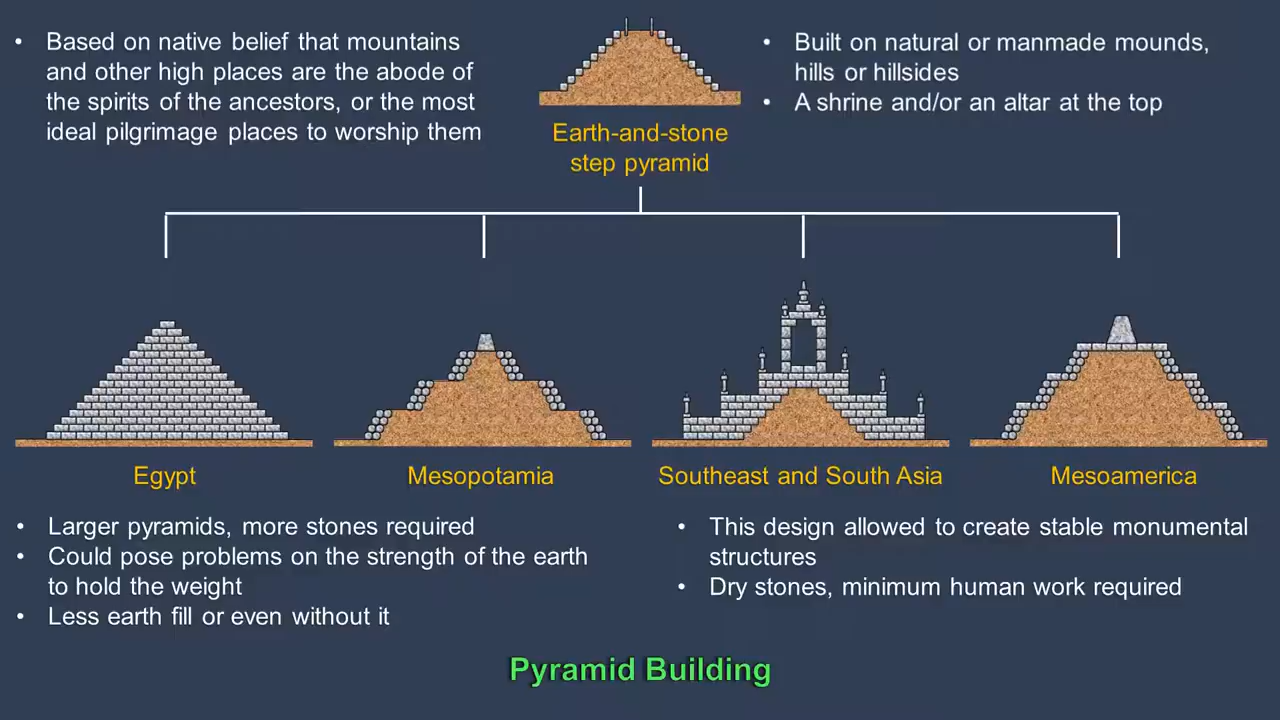 • Based on native belief that mountains
and other high places are the abode of
the spirits of the ancestors, or the most
ideal pilgrimage places to worship them
Earth-and-stone
step pyramid
• Built on natural or manmade mounds,
hills or hillsides
• A shrine and/or an altar at the top
Egypt
Mesopotamia
Southeast and South Asia
Mesoamerica
• Larger pyramids, more stones required
• Could pose problems on the strength of the earth
to hold the weight
• Less earth fill or even without it
• This design allowed to create stable monumental
structures
• Dry stones, minimum human work required
Pyramid Building